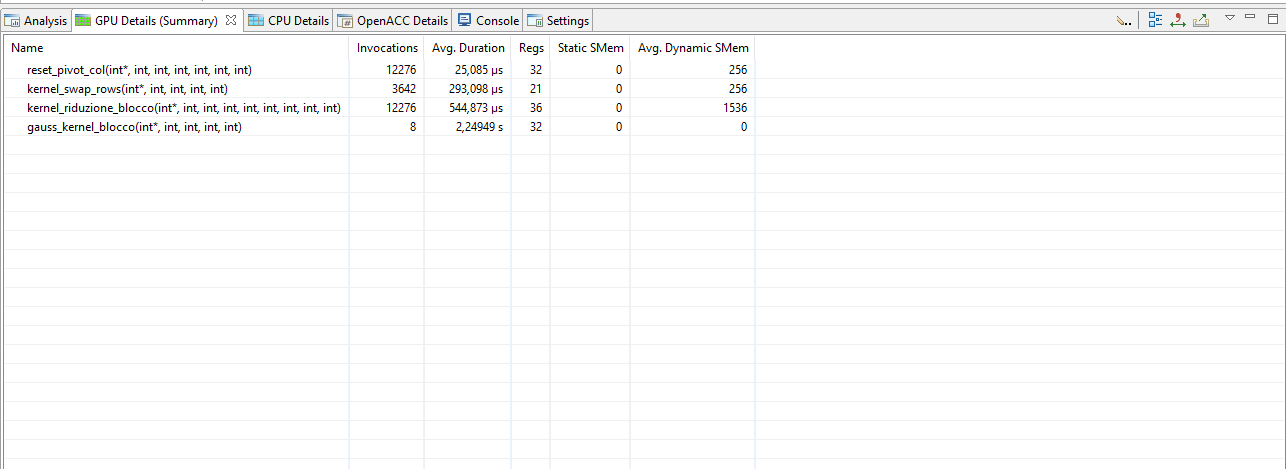 Analysis GPU Details (Summary) CPU Details OpenACC Details Console Settings
Name Invocations Avg. Duration Regs Static SMem Avg. Dynamic SMem
reset_pivot_col(int*, int, int, int, int, int, int) 12276 25,085 µs 32 0 256
kernel_swap_rows(int*, int, int, int, int) 3642 293,098 µs 21 0 256
kernel_riduzione_blocco(int*, int, int, int, int, int, int, int, int) 12276 544,873 µs 36 0 1536
gauss_kernel_blocco(int*, int, int, int, int) 8 2,24949 s 32 0 0